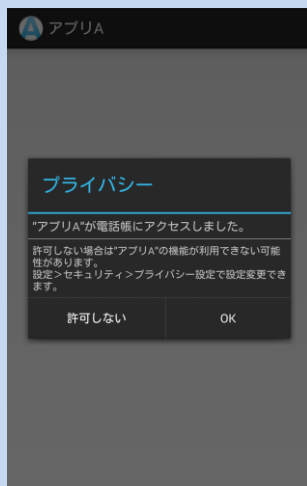 アプリA
プライバシー
"アプリA"が電話帳にアクセスしました。
許可しない場合は"アプリA"の機能が利用できない可能
性があります。
設定>セキュリティ>プライバシー設定で設定変更でき
ます。
許可しない
OK